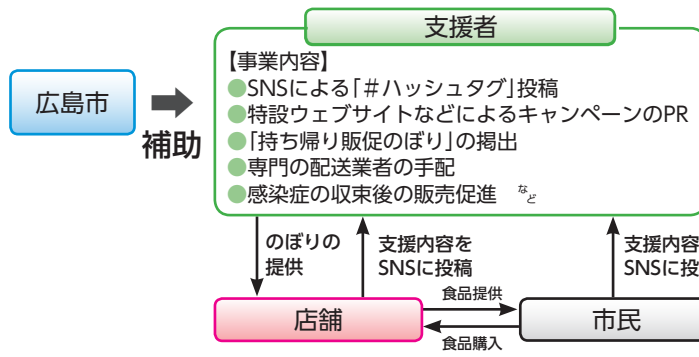 支援者
【事業内容】
●SNSによる「#ハッシュタグ」投稿
●特設ウェブサイトなどによるキャンペーンのPR
●「持ち帰り販促のぼり」の掲出
●専門の配送業者の手配
●感染症の収束後の販売促進 など
広島市
補助
のぼりの
提供
支援内容を
SNSに投稿
支援内容
SNSに投
食品提供
食品購入
店舗
市民